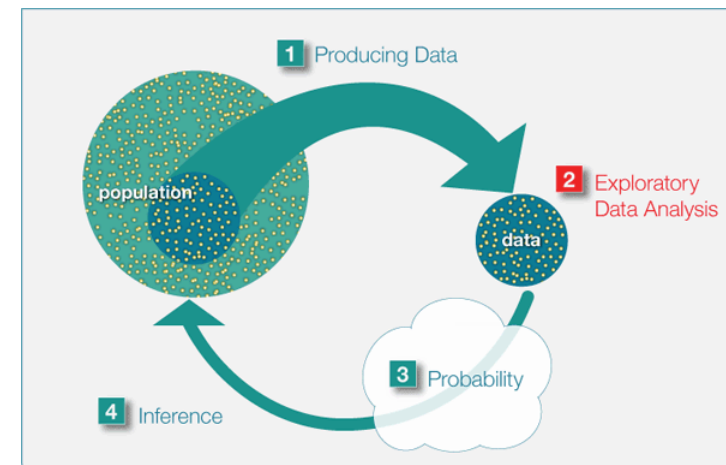 1 Producing Data
population
2 Exploratory
Data Analysis
data
3 Probability
4 Inference